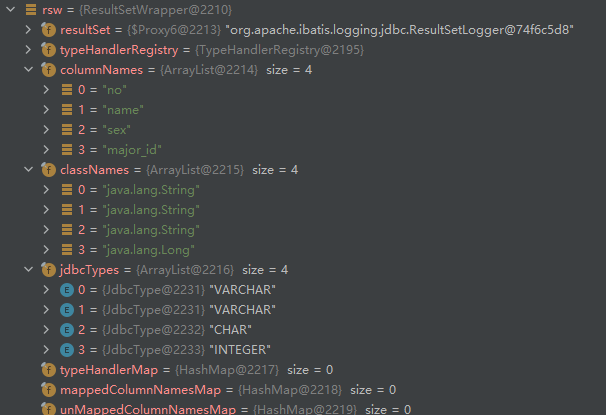 rsw = {ResultSetWrapper@2210}
resultSet = {$Proxy6@2213} "org.apache.ibatis.logging.jdbc.ResultSetLogger@74f6c5d8"
typeHandlerRegistry = {TypeHandlerRegistry@2195}
columnNames = {ArrayList@2214} size = 4
0 = "no"
1 = "name"
2 = "sex"
3 = "major_id"
classNames = {ArrayList@2215} size = 4
0 = "java.lang.String"
1 = "java.lang.String"
2 = "java.lang.String"
3 = "java.lang.Long"
jdbcTypes = {ArrayList@2216} size = 4
0 = {JdbcType@2231} "VARCHAR"
1 = {JdbcType@2231} "VARCHAR"
2 = {JdbcType@2232} "CHAR"
3 = {JdbcType@2233} "INTEGER"
typeHandlerMap = {HashMap@2217} size = 0
mappedColumnNamesMap = {HashMap@2218} size = 0
unMappedColumnNamesMap = {HashMap@2219} size = 0